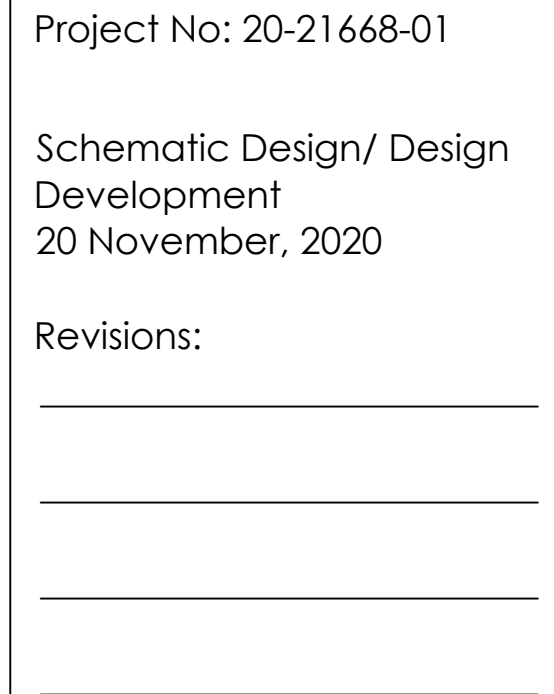 Project No: 20-21668-01
Schematic Design/ Design
Development
20 November, 2020
Revisions: